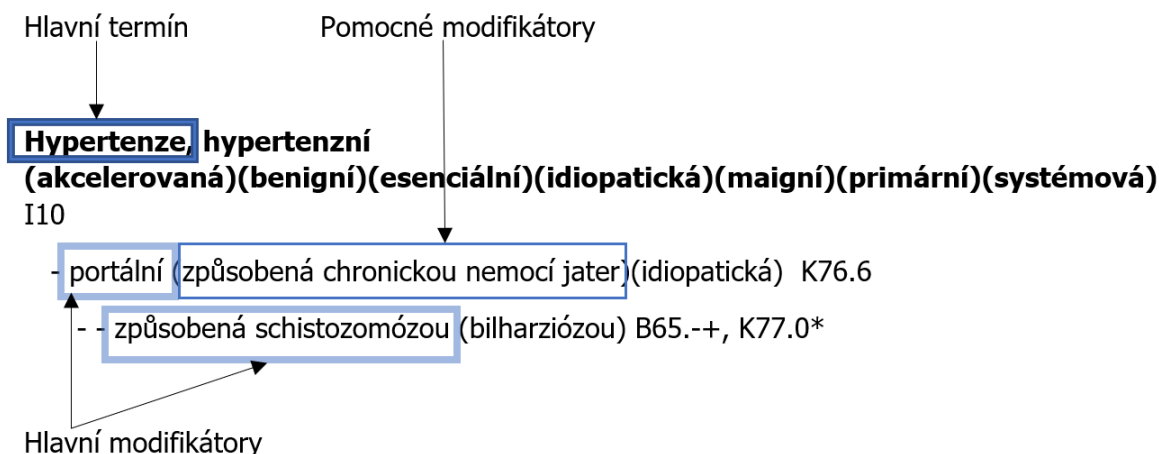 Hlavní termín Pomocné modifikátory
Hypertenze, hypertenzní
(akcelerovaná)(benigní)(esenciální)(idiopatická)(maigní)(primární)(systémová)
I10
- portální (způsobená chronickou nemocí jater)(idiopatická) K76.6
- - způsobená schistozomózou (bilharziózou) B65.-+, K77.0*
Hlavní modifikátory